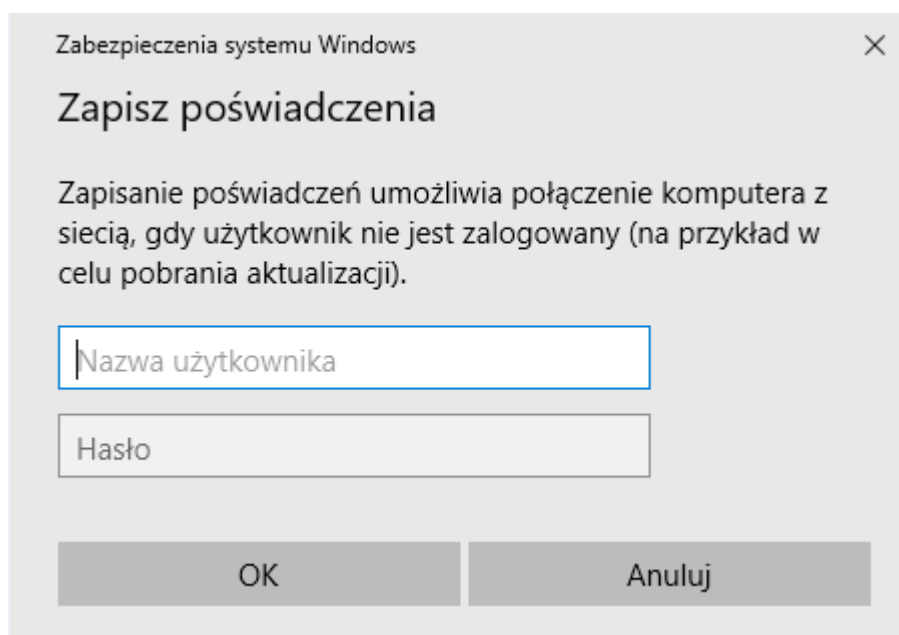 Zabezpieczenia systemu Windows
Zapisz poświadczenia
Zapisanie poświadczeń umożliwia połączenie komputera z
siecią, gdy użytkownik nie jest zalogowany (na przykład w
celu pobrania aktualizacji).
Nazwa użytkownika
Hasło
OK
Anuluj